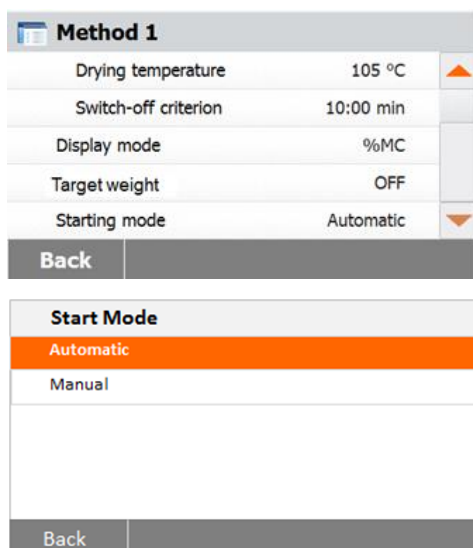 Method 1
Drying temperature 105 °C
Switch-off criterion 10:00 min
Display mode %MC
Target weight OFF
Starting mode Automatic
Back
Start Mode
Automatic
Manual
Back